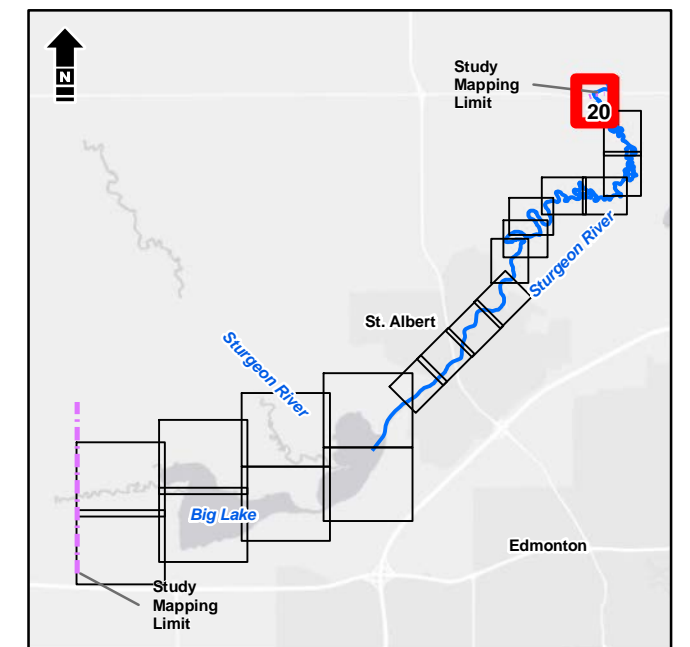 N
Study
Mapping
Limit
20
Sturgeon River
St. Albert
Sturgeon River
Big Lake
Edmonton
Study
Mapping
Limit